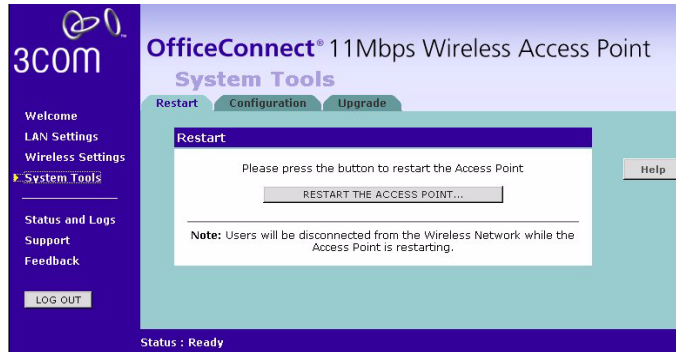 3COM
OfficeConnect® 11Mbps Wireless Access Point
System Tools
Restart Configuration Upgrade
Welcome
LAN Settings
Wireless Settings
System Tools
Status and Logs
Support
Feedback
LOG OUT
Restart
Please press the button to restart the Access Point
RESTART THE ACCESS POINT...
Note: Users will be disconnected from the Wireless Network while the
Access Point is restarting.
Help
Status : Ready